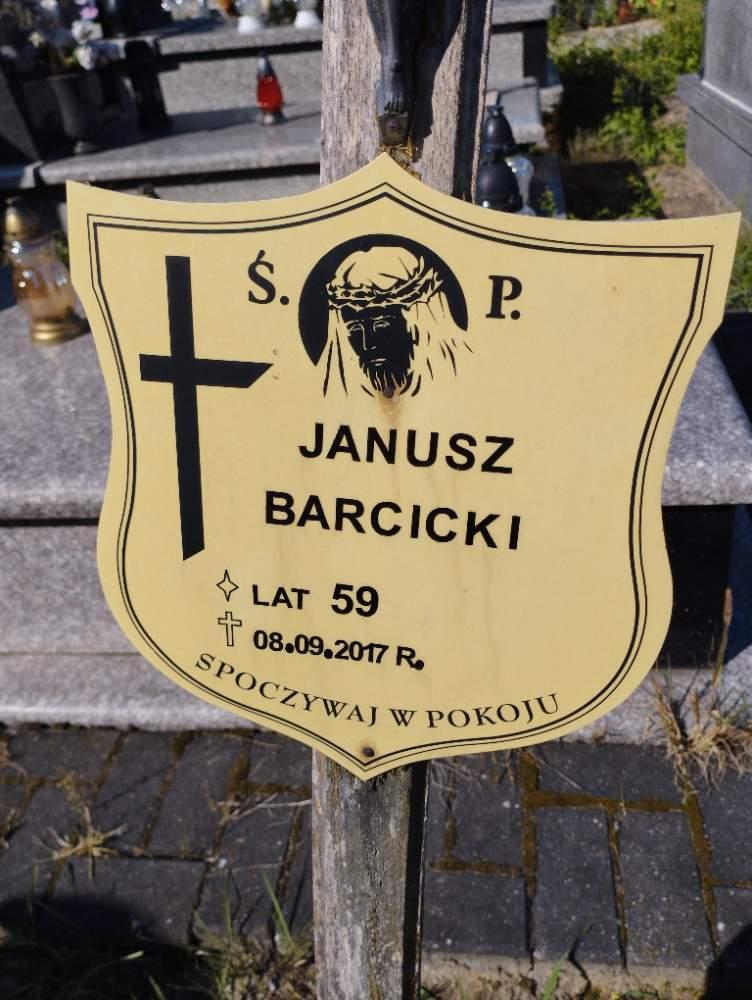 Ś. P.
JANUSZ
BARCICKI
LAT 59
08.09.2017 R.
SPOCZYWAJ W POKOJU